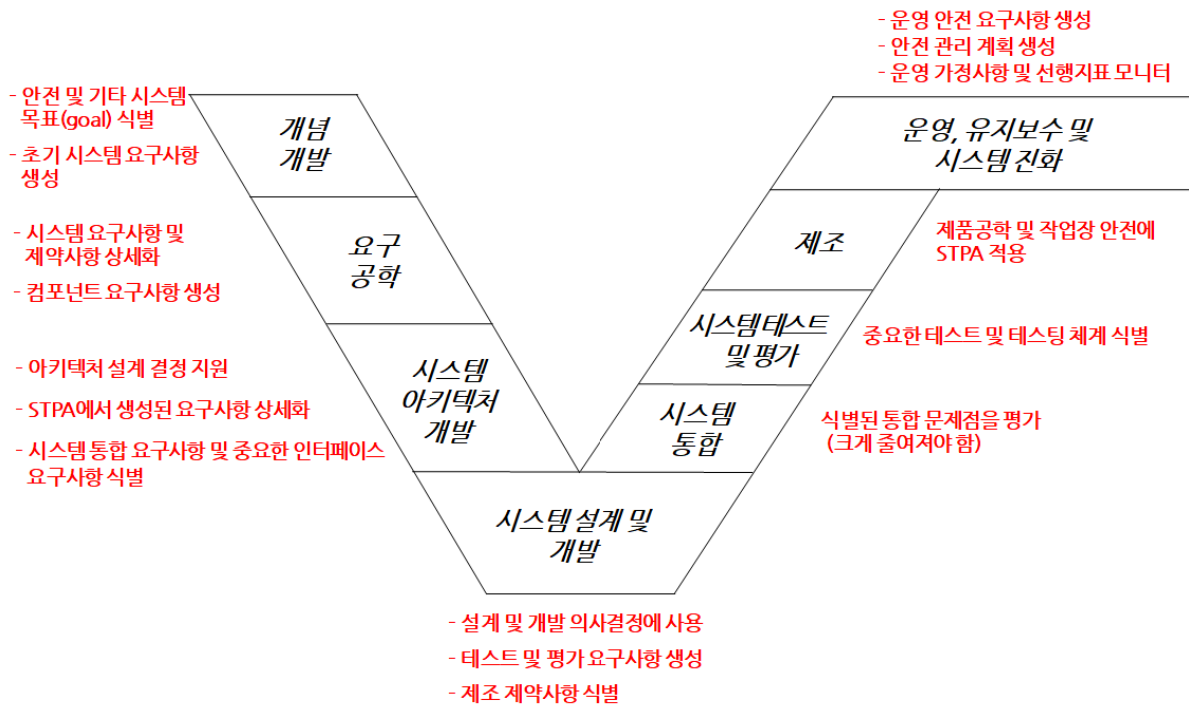 - 안전 및 기타 시스템
목표(goal) 식별
- 초기 시스템 요구사항
생성
개념
개발
- 시스템 요구사항 및
제약사항 상세화
- 컴포넌트 요구사항 생성
요구
공학
- 아키텍처 설계 결정 지원
- STPA에서 생성된 요구사항 상세화
- 시스템 통합 요구사항 및 중요한 인터페이스
요구사항 식별
시스템
아키텍처
개발
시스템 설계 및
개발
- 설계 및 개발 의사결정에 사용
- 테스트 및 평가 요구사항 생성
- 제조 제약사항 식별
시스템
통합
식별된 통합 문제점을 평가
(크게 줄여져야 함)
시스템 테스트
및 평가
중요한 테스트 및 테스팅 체계 식별
제조
제품공학 및 작업장 안전에
STPA 적용
운영, 유지보수 및
시스템 진화
- 운영 안전 요구사항 생성
- 안전 관리 계획 생성
- 운영 가정사항 및 선행지표 모니터